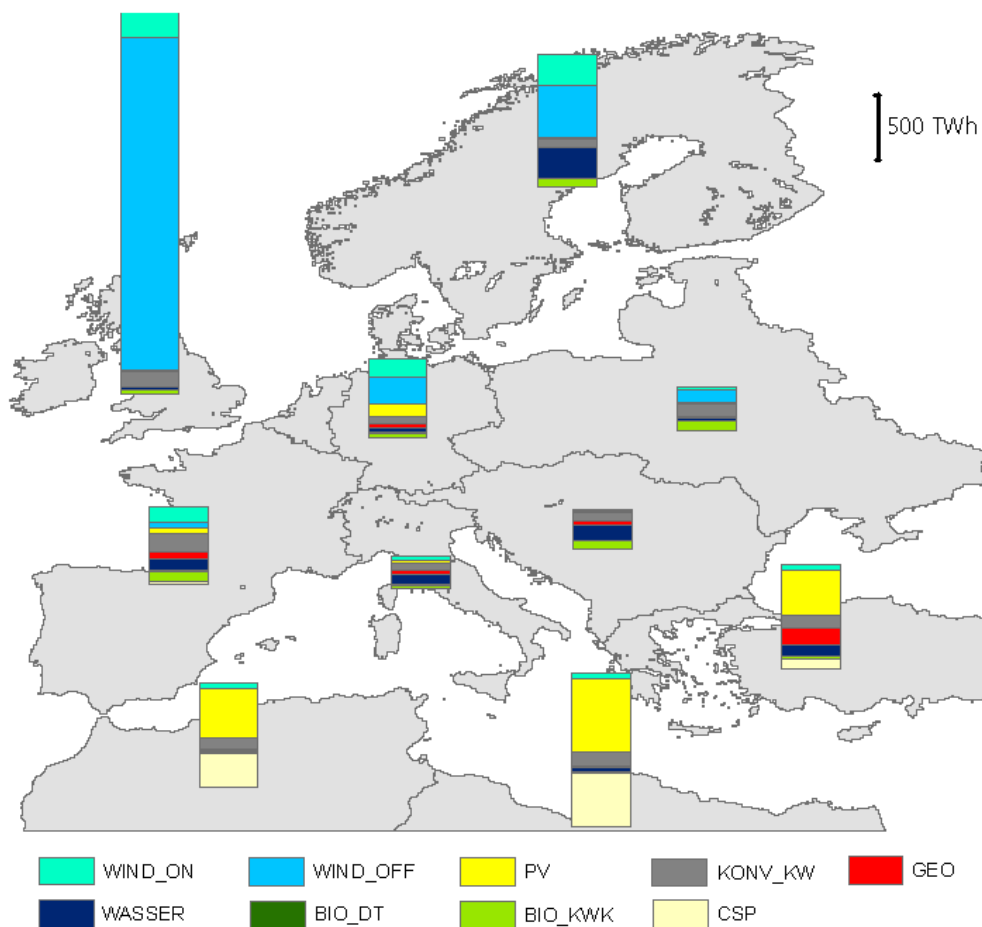 500 TWh
WIND_ON WIND_OFF PV KONV_KW GEO
WASSER BIO_DT BIO_KWK CSP